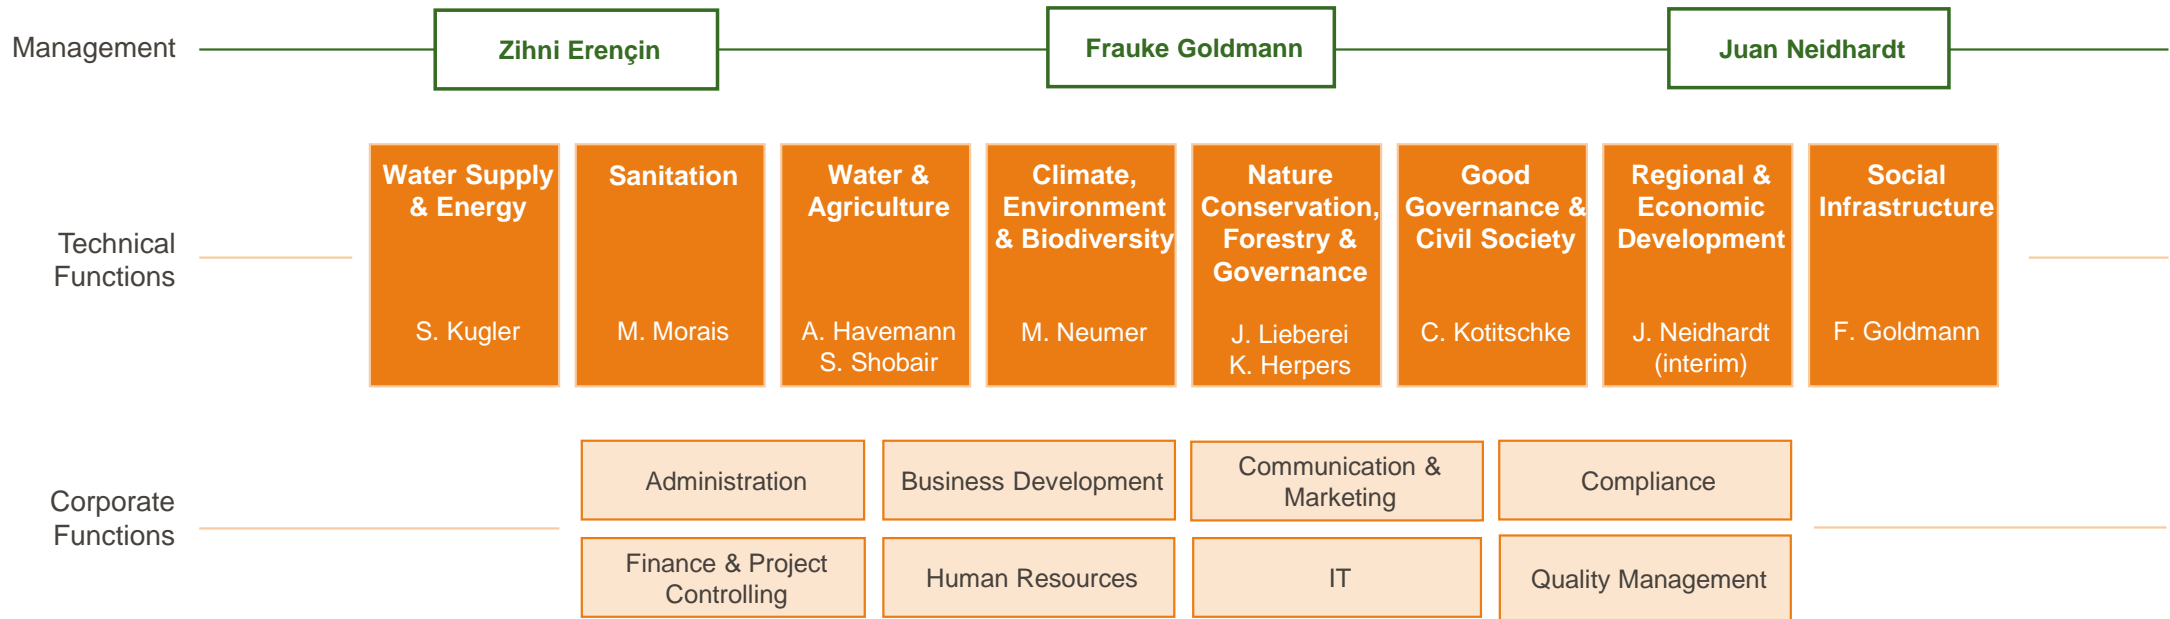 Management
Zihni Erençin
Frauke Goldmann
Juan Neidhardt
Technical
Functions
Water Supply
& Energy
S. Kugler
Sanitation
M. Morais
Water &
Agriculture
A. Havemann
S. Shobair
Climate,
Environment
& Biodiversity
M. Neumer
Nature
Conservation,
Forestry &
Governance
J. Lieberei
K. Herpers
Good
Governance &
Civil Society
C. Kotitschke
Regional &
Economic
Development
J. Neidhardt
(interim)
Social
Infrastructure
F. Goldmann
Corporate
Functions
Administration
Business Development
Communication &
Marketing
Compliance
Finance & Project
Controlling
Human Resources
IT
Quality Management